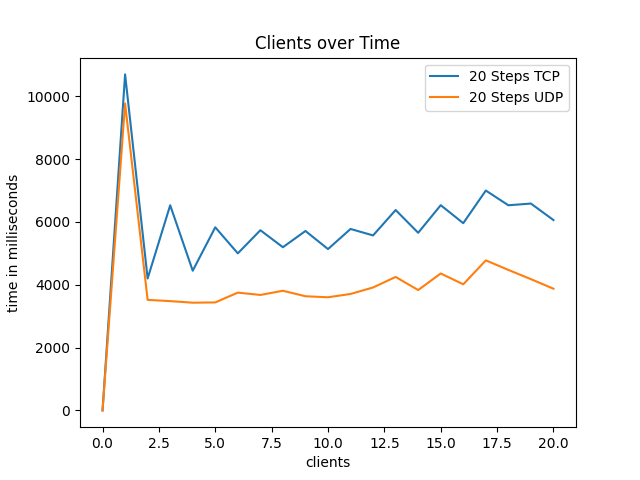 Clients over Time
20 Steps TCP
20 Steps UDP
time in milliseconds
10000
8000
6000
4000
2000
0
0.0 2.5 5.0 7.5 10.0 12.5 15.0 17.5 20.0
clients